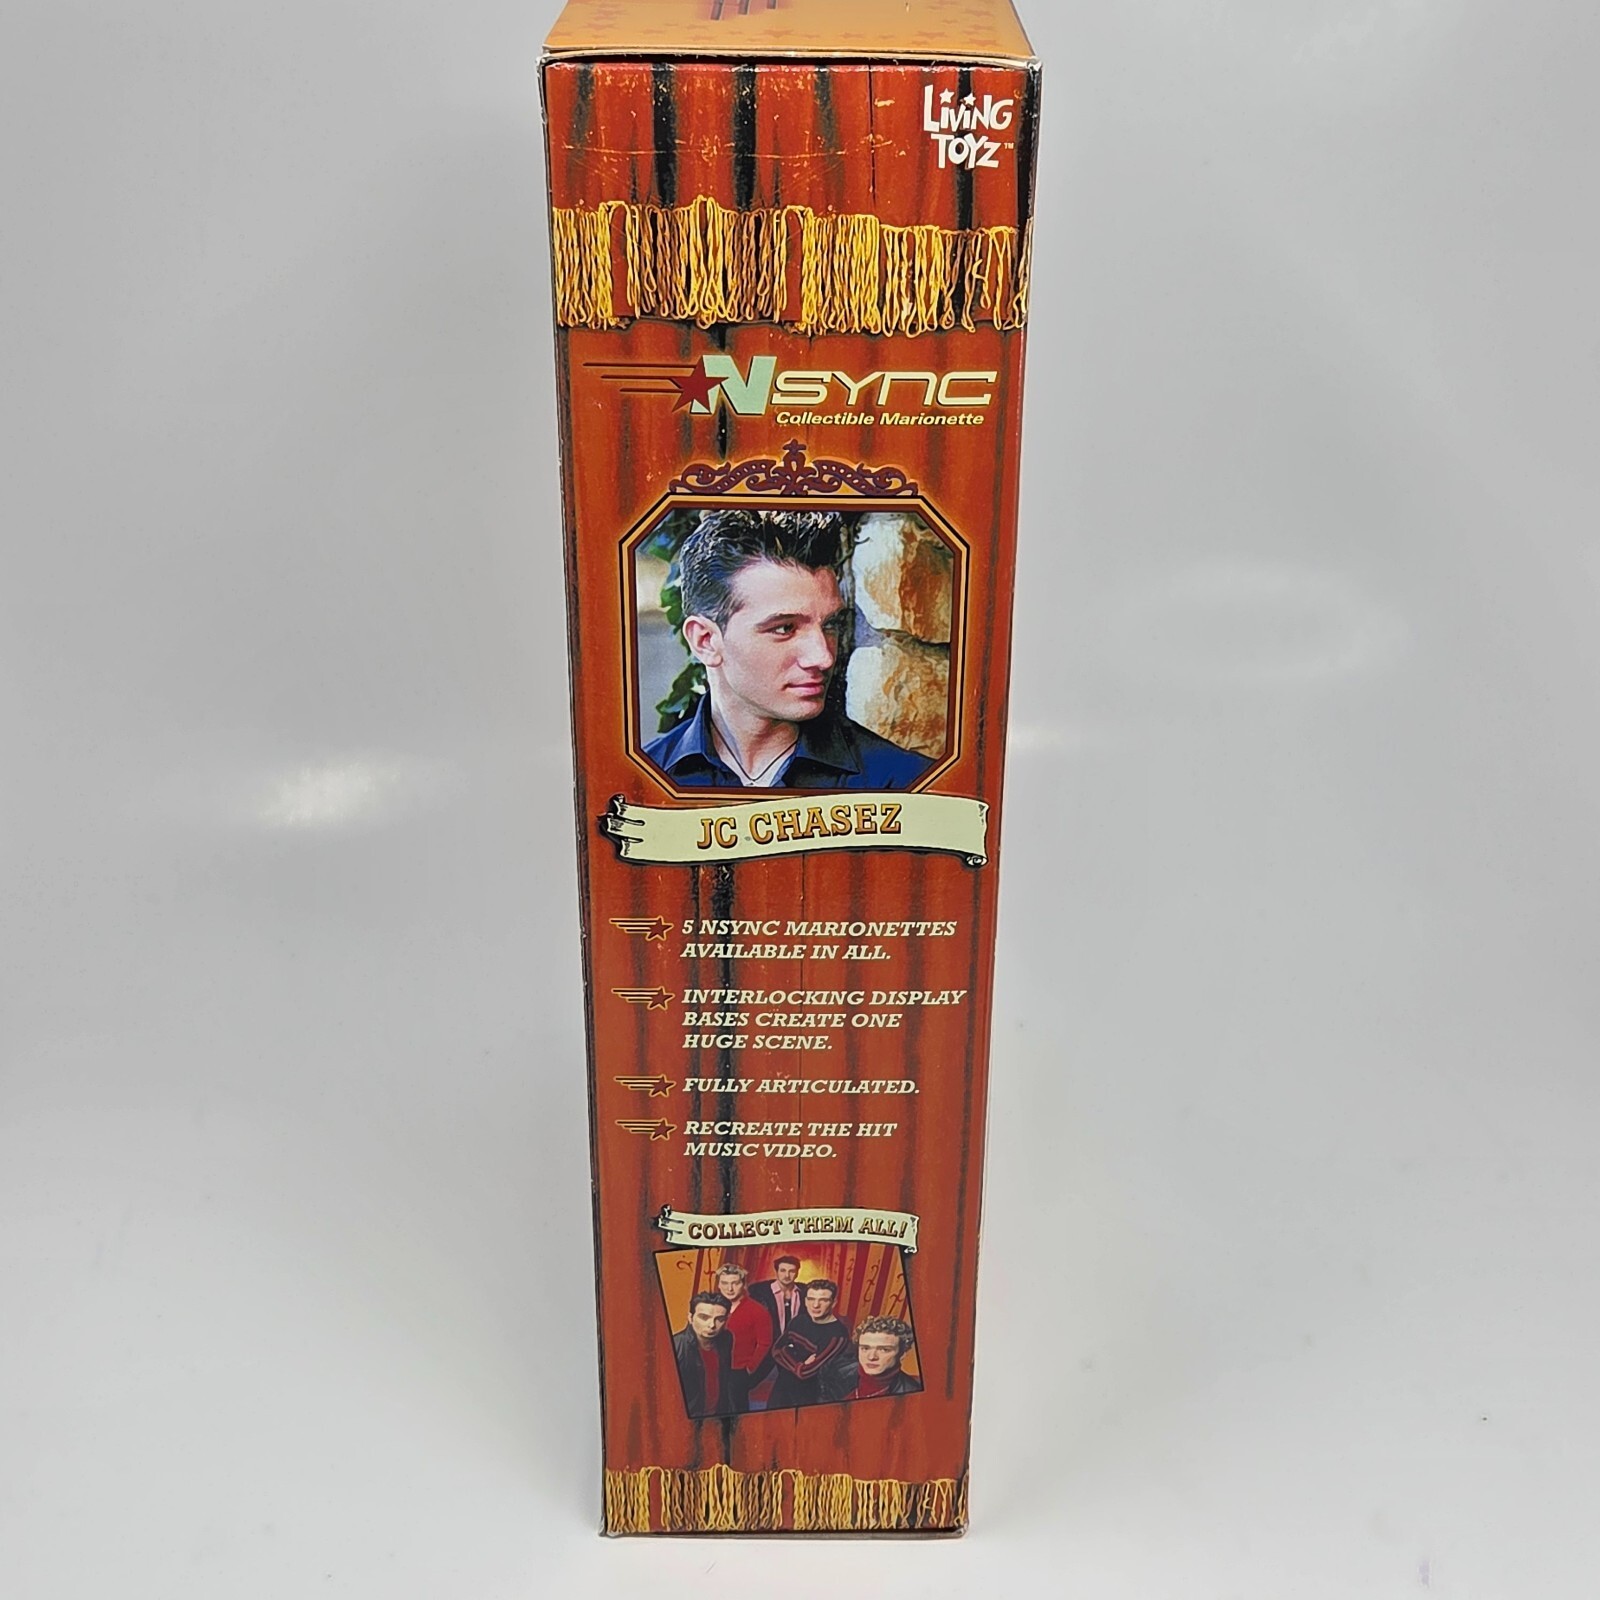 LiViNG
TOYZ™
NSYNC
Collectible Marionette
JC CHASEZ
5 NSYNC MARIONETTES
AVAILABLE IN ALL.
INTERLOCKING DISPLAY
BASES CREATE ONE
HUGE SCENE.
FULLY ARTICULATED.
RECREATE THE HIT
MUSIC VIDEO.
COLLECT THEM ALL!